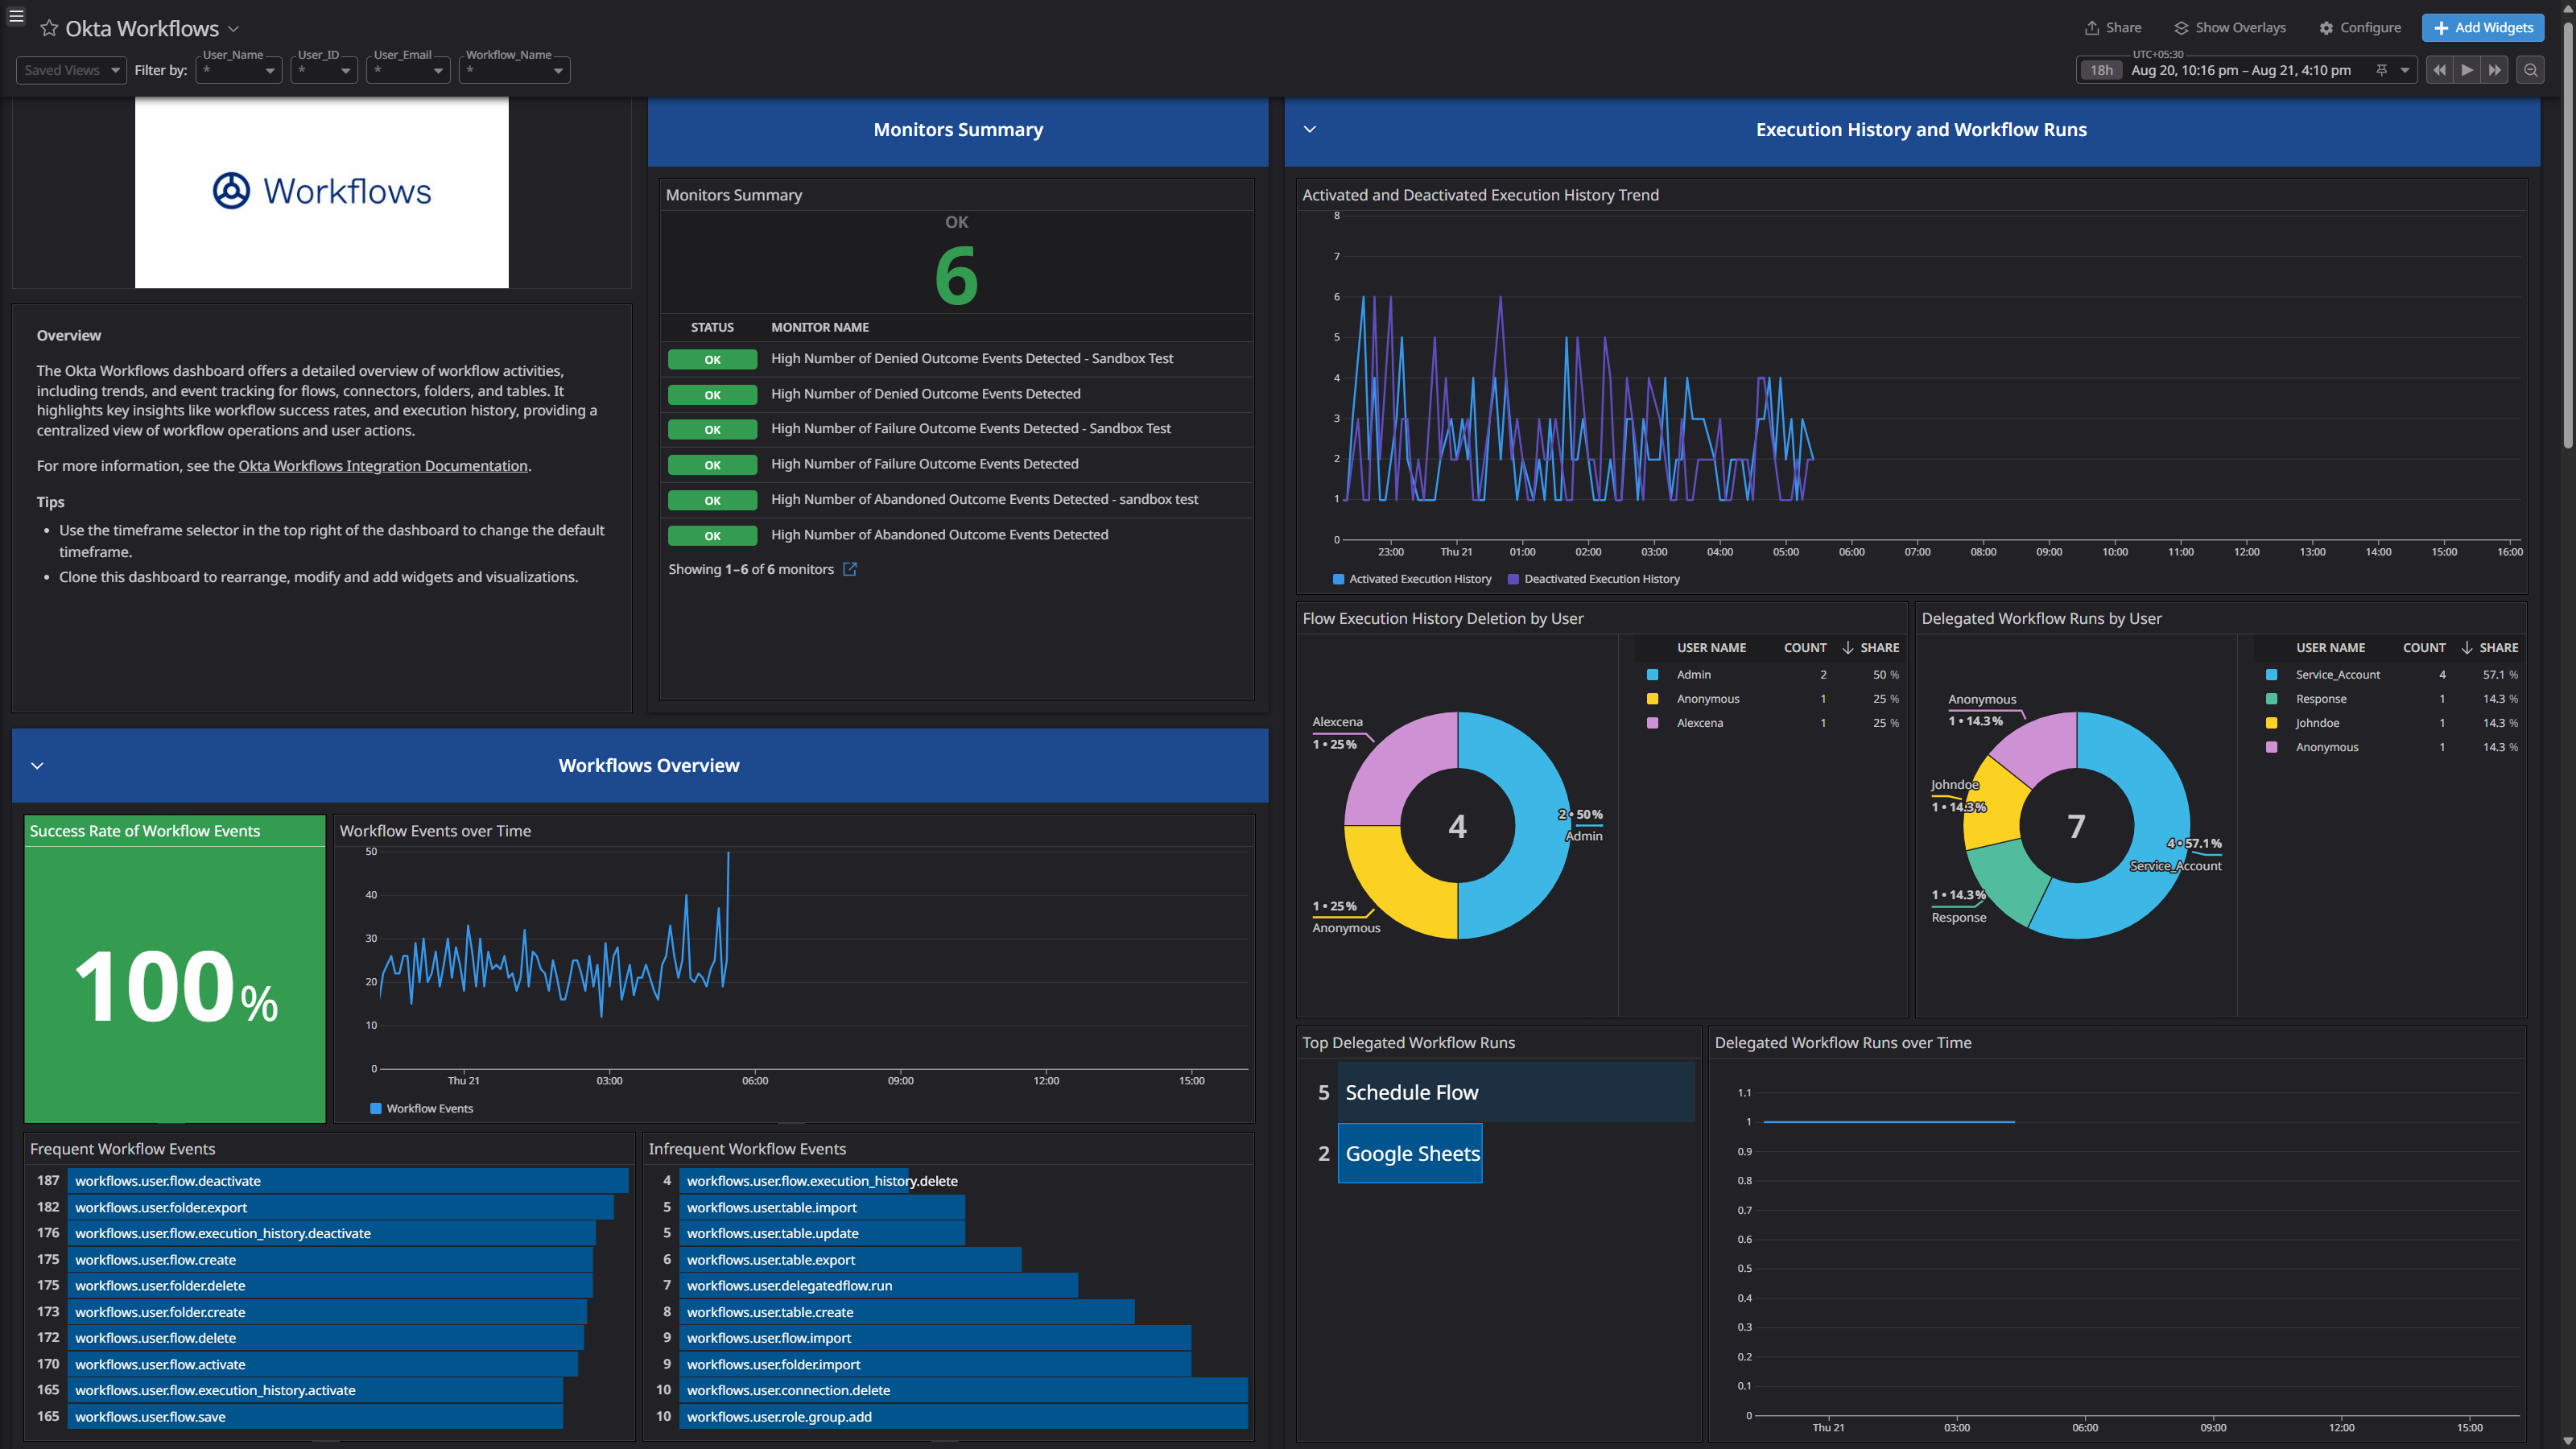 Okta Workflows
Share
Show Overlays
Configure
Add Widgets
Saved Views
Filter by:
User_Name
*
User_ID
*
User_Email
*
Workflow_Name
*
UTC+05:30
18h Aug 20, 10:16 pm – Aug 21, 4:10 pm
Workflows
Overview
The Okta Workflows dashboard offers a detailed overview of workflow activities,
including trends, and event tracking for flows, connectors, folders, and tables. It
highlights key insights like workflow success rates, and execution history, providing a
centralized view of workflow operations and user actions.
For more information, see the Okta Workflows Integration Documentation.
Tips
• Use the timeframe selector in the top right of the dashboard to change the default
timeframe.
• Clone this dashboard to rearrange, modify and add widgets and visualizations.
Monitors Summary
Monitors Summary
OK
6
STATUS MONITOR NAME
OK High Number of Denied Outcome Events Detected - Sandbox Test
OK High Number of Denied Outcome Events Detected
OK High Number of Failure Outcome Events Detected - Sandbox Test
OK High Number of Failure Outcome Events Detected
OK High Number of Abandoned Outcome Events Detected - sandbox test
OK High Number of Abandoned Outcome Events Detected
Showing 1–6 of 6 monitors
Workflows Overview
Success Rate of Workflow Events
100%
Workflow Events over Time
50
40
30
20
10
0
Thu 21 03:00 06:00 09:00 12:00 15:00
Workflow Events
Frequent Workflow Events
187 workflows.user.flow.deactivate
182 workflows.user.folder.export
176 workflows.user.flow.execution_history.deactivate
175 workflows.user.flow.create
175 workflows.user.folder.delete
173 workflows.user.folder.create
172 workflows.user.flow.delete
170 workflows.user.flow.activate
165 workflows.user.flow.execution_history.activate
165 workflows.user.flow.save
Infrequent Workflow Events
4 workflows.user.flow.execution_history.delete
5 workflows.user.table.import
5 workflows.user.table.update
6 workflows.user.table.export
7 workflows.user.delegatedflow.run
8 workflows.user.table.create
9 workflows.user.flow.import
9 workflows.user.folder.import
10 workflows.user.connection.delete
10 workflows.user.role.group.add
Execution History and Workflow Runs
Activated and Deactivated Execution History Trend
8
7
6
5
4
3
2
1
0
23:00 Thu 21 01:00 02:00 03:00 04:00 05:00 06:00 07:00 08:00 09:00 10:00 11:00 12:00 13:00 14:00 15:00 16:00
Activated Execution History Deactivated Execution History
Flow Execution History Deletion by User
Alexcena
1 • 25%
2 • 50%
Admin
4
1 • 25%
Anonymous
USER NAME COUNT SHARE
Admin 2 50 %
Anonymous 1 25 %
Alexcena 1 25 %
Delegated Workflow Runs by User
Anonymous
1 • 14.3%
Johndoe
1 • 14.3%
7
4 • 57.1%
Service_Account
1 • 14.3%
Response
USER NAME COUNT SHARE
Service_Account 4 57.1 %
Response 1 14.3 %
Johndoe 1 14.3 %
Anonymous 1 14.3 %
Top Delegated Workflow Runs
5 Schedule Flow
2 Google Sheets
Delegated Workflow Runs over Time
1.1
1
0.9
0.8
0.7
0.6
0.5
0.4
0.3
0.2
0.1
0
Thu 21 03:00 06:00 09:00 12:00 15:00